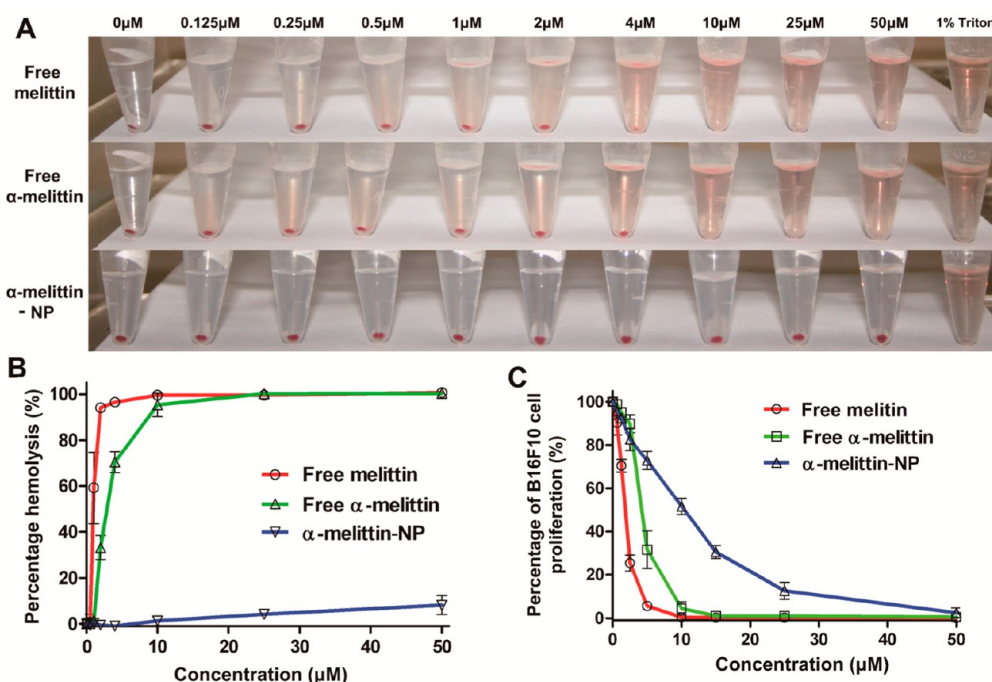 A
0µM 0.125µM 0.25µM 0.5µM 1µM 2µM 4µM 10µM 25µM 50µM 1% Triton
Free
melittin
Free
α-melittin
α-melittin
- NP
B
Percentage hemolysis (%)
100
80
60
40
20
0
Free melittin
Free α-melittin
α-melittin-NP
0 10 20 30 40 50
Concentration (µM)
C
Percentage of B16F10 cell
proliferation (%)
100
80
60
40
20
0
Free melitin
Free α-melittin
α-melittin-NP
0 10 20 30 40 50
Concentration (µM)